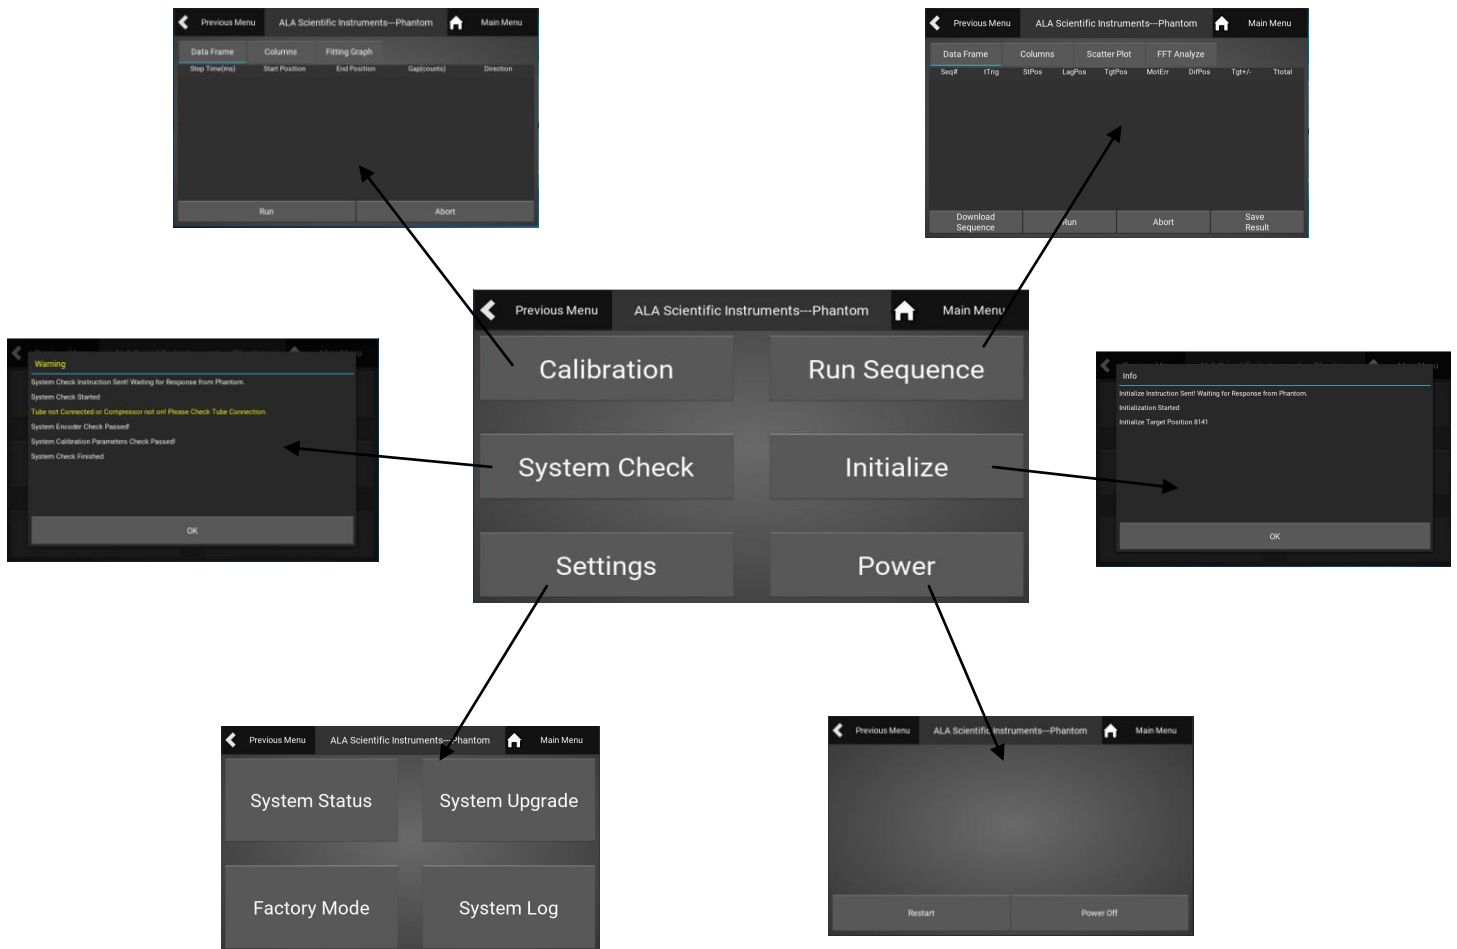 Previous Menu ALA Scientific Instruments---Phantom Main Menu
Data Frame Columns Fitting Graph
Step Time(ms) Start Position End Position Gap(counts) Direction
Run Abort
Previous Menu ALA Scientific Instruments---Phantom Main Menu
Data Frame Columns Scatter Plot FFT Analyze
Seq# tTrig StPos LagPos TgtPos MotErr DifPos Tgt+/- Ttotal
Download Sequence Run Abort Save Result
Previous Menu ALA Scientific Instruments---Phantom Main Menu
Calibration Run Sequence
System Check Initialize
Settings Power
Warning
System Check Instruction Sent! Waiting for Response from Phantom.
System Check Started
Tube not Connected or Compressor not on! Please Check Tube Connection.
System Encoder Check Passed!
System Calibration Parameters Check Passed!
System Check Finished
OK
Info
Initialize Instruction Sent! Waiting for Response from Phantom.
Initialization Started
Initialize Target Position 8141
OK
Previous Menu ALA Scientific Instruments---Phantom Main Menu
System Status System Upgrade
Factory Mode System Log
Previous Menu ALA Scientific Instruments---Phantom Main Menu
Restart Power Off